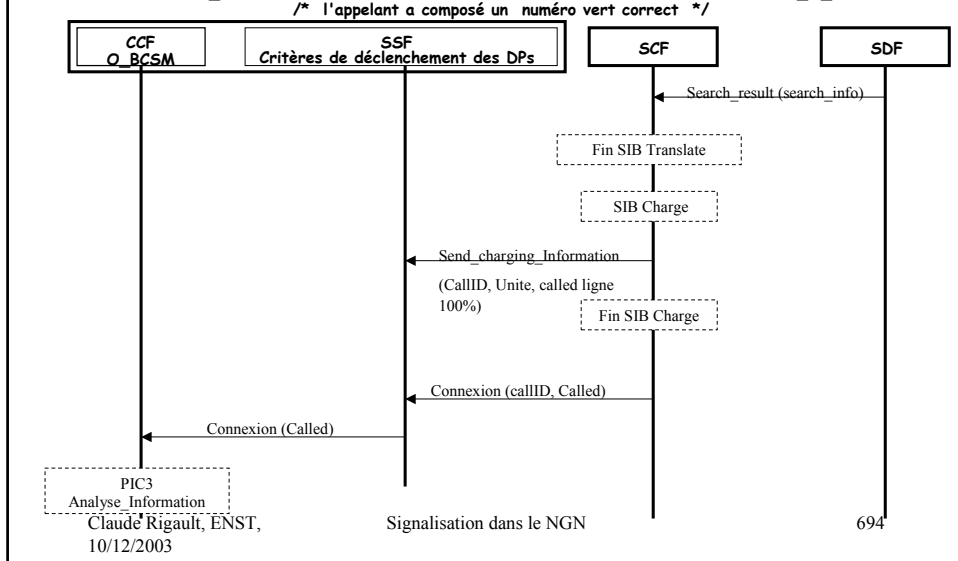 /* l'appelant a composé un numéro vert correct */
CCF
O_BCSM
SSF
Critères de déclenchement des DPs
SCF
SDF
Search_result (search_info)
Fin SIB Translate
SIB Charge
Send_charging_Information
(CallID, Unite, called ligne
100%)
Fin SIB Charge
Connexion (callID, Called)
Connexion (Called)
PIC3
Analyse_Information
Claude Rigault, ENST,
10/12/2003
Signalisation dans le NGN
694